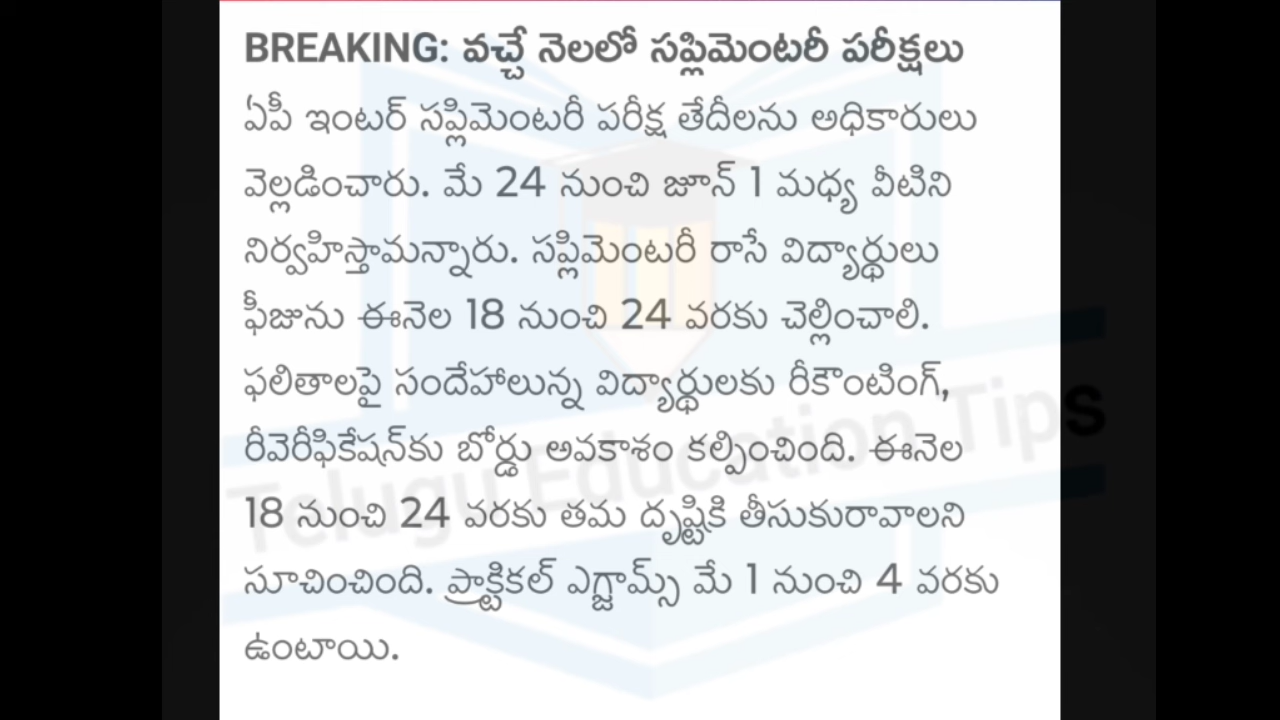 BREAKING: వచ్చే నెలలో సప్లిమెంటరీ పరీక్షలు
ఏపీ ఇంటర్ సప్లిమెంటరీ పరీక్ష తేదీలను అధికారులు
వెల్లడించారు. మే 24 నుంచి జూన్ 1 మధ్య వీటిని
నిర్వహిస్తామన్నారు. సప్లిమెంటరీ రాసే విద్యార్థులు
ఫీజును ఈనెల 18 నుంచి 24 వరకు చెల్లించాలి.
ఫలితాలపై సందేహాలున్న విద్యార్థులకు రీకౌంటింగ్,
రీవెరీఫికేషన్‌కు బోర్డు అవకాశం కల్పించింది. ఈనెల
18 నుంచి 24 వరకు తమ దృష్టికి తీసుకురావాలని
సూచించింది. ప్రాక్టికల్ ఎగ్జామ్స్ మే 1 నుంచి 4 వరకు
ఉంటాయి.
Telugu Education Tips